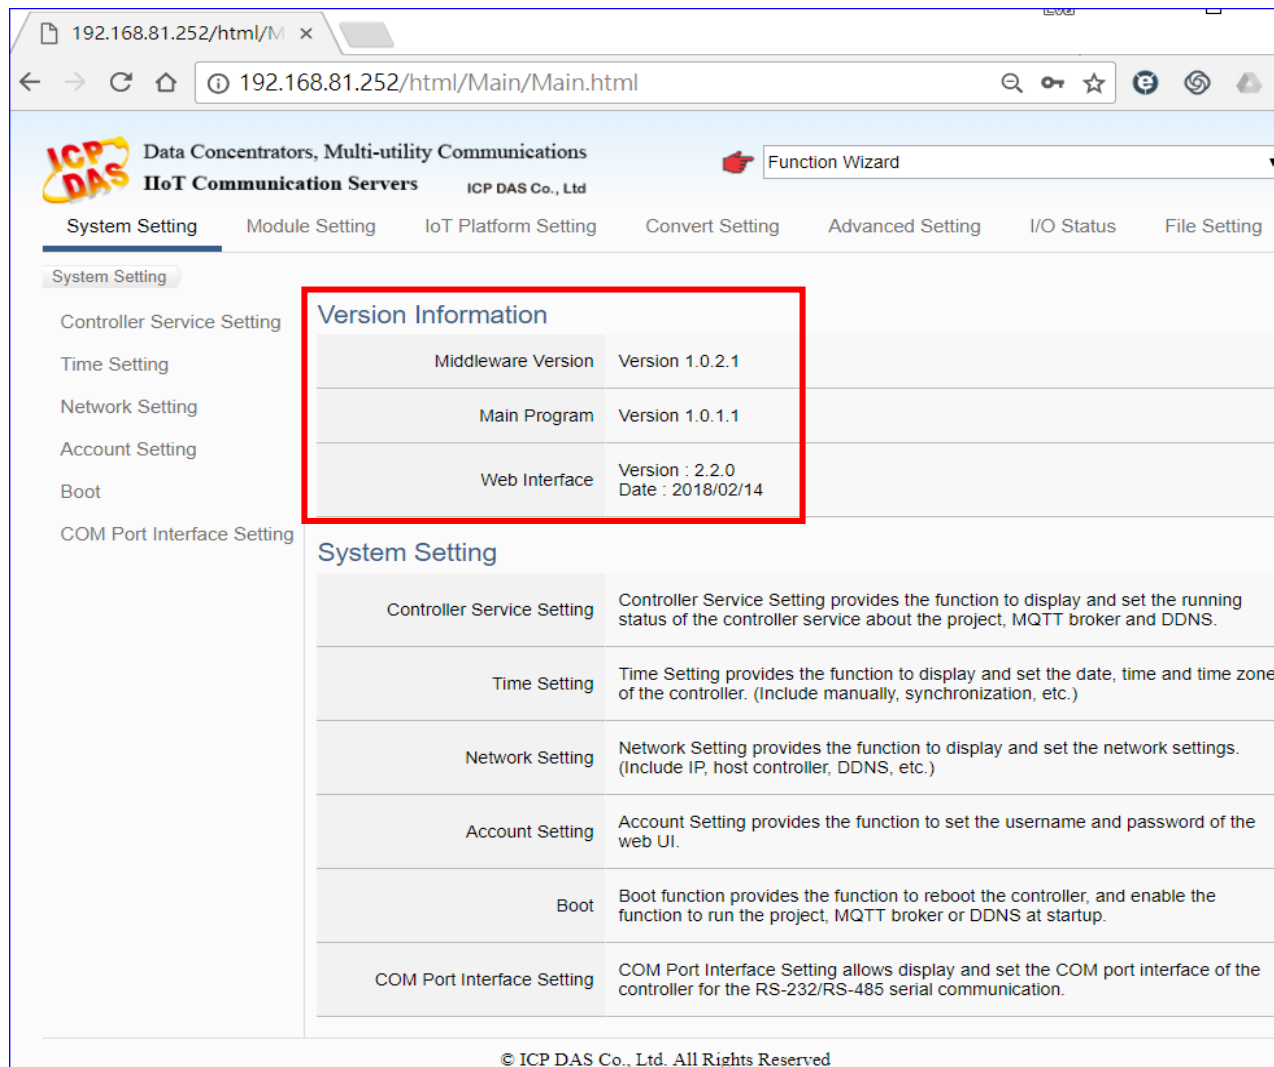 192.168.81.252/html/M
192.168.81.252/html/Main/Main.html
ICP DAS
Data Concentrators, Multi-utility Communications
IIoT Communication Servers ICP DAS Co., Ltd
Function Wizard
System Setting Module Setting IoT Platform Setting Convert Setting Advanced Setting I/O Status File Setting
System Setting
Controller Service Setting
Time Setting
Network Setting
Account Setting
Boot
COM Port Interface Setting
Version Information
Middleware Version Version 1.0.2.1
Main Program Version 1.0.1.1
Web Interface Version : 2.2.0
Date : 2018/02/14
System Setting
Controller Service Setting Controller Service Setting provides the function to display and set the running
status of the controller service about the project, MQTT broker and DDNS.
Time Setting Time Setting provides the function to display and set the date, time and time zone
of the controller. (Include manually, synchronization, etc.)
Network Setting Network Setting provides the function to display and set the network settings.
(Include IP, host controller, DDNS, etc.)
Account Setting Account Setting provides the function to set the username and password of the
web UI.
Boot Boot function provides the function to reboot the controller, and enable the
function to run the project, MQTT broker or DDNS at startup.
COM Port Interface Setting COM Port Interface Setting allows display and set the COM port interface of the
controller for the RS-232/RS-485 serial communication.
© ICP DAS Co., Ltd. All Rights Reserved